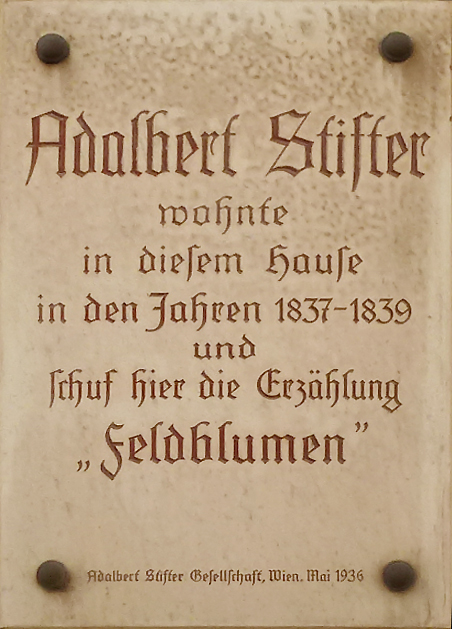 Adalbert Stifter
wohnte
in diesem Hause
in den Jahren 1837-1839
und
schuf hier die Erzählung
„Feldblumen”
Adalbert Stifter Gesellschaft, Wien. Mai 1936